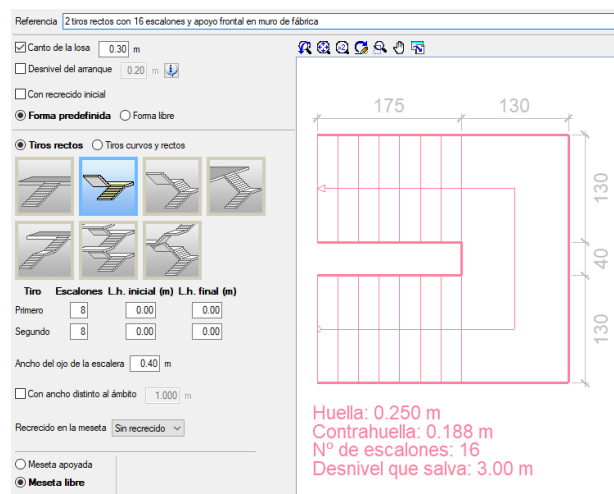 Referencia 2 tiros rectos con 16 escalones y apoyo frontal en muro de fábrica
Canto de la losa 0.30 m
Desnivel del arranque 0.20 m i
Con recrecido inicial
Forma predefinida Forma libre
Tiros rectos Tiros curvos y rectos
Tiro Escalones L.h. inicial (m) L.h. final (m)
Primero 8 0.00 0.00
Segundo 8 0.00 0.00
Ancho del ojo de la escalera 0.40 m
Con ancho distinto al ámbito 1.000 m
Recrecido en la meseta Sin recrecido
Meseta apoyada
Meseta libre
×2
175 130
130
40
130
Huella: 0.250 m
Contrahuella: 0.188 m
Nº de escalones: 16
Desnivel que salva: 3.00 m